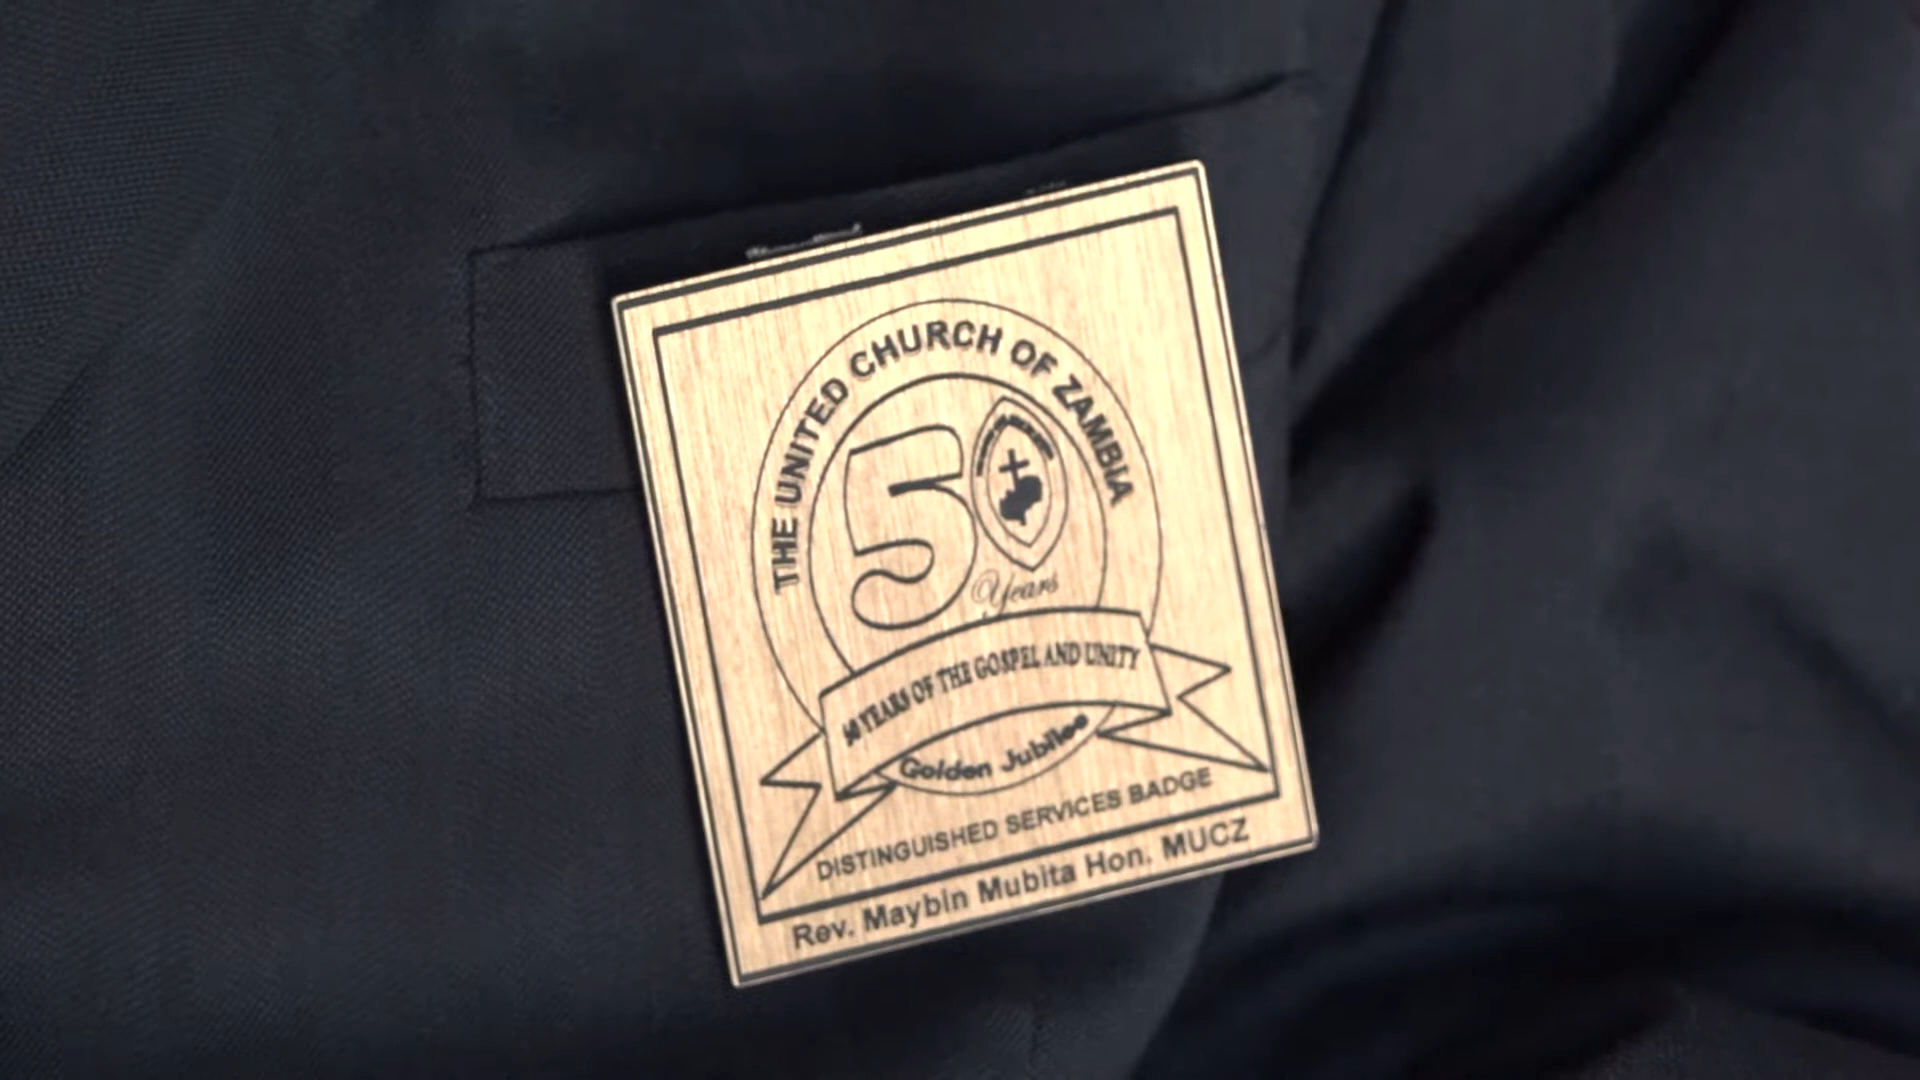 THE UNITED CHURCH OF ZAMBIA
50
Years
YEARS OF THE GOSPEL AND UNITY
Golden Jubilee
DISTINGUISHED SERVICES BADGE
Rev. Maybin Mubita Hon. MUCZ